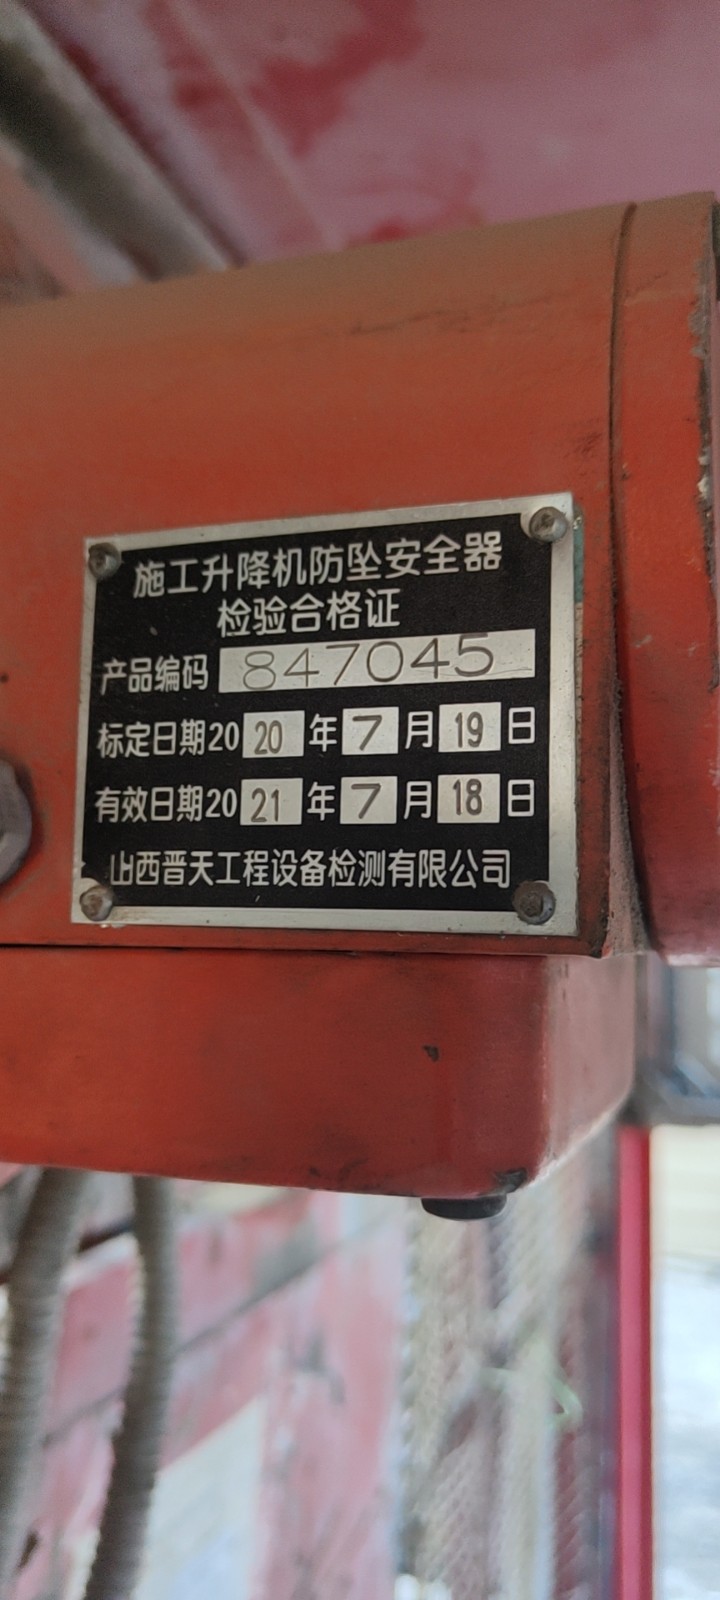 施工升降机防坠安全器
检验合格证
产品编码 847045
标定日期2020年7月19日
有效日期2021年7月18日
山西晋天工程设备检测有限公司